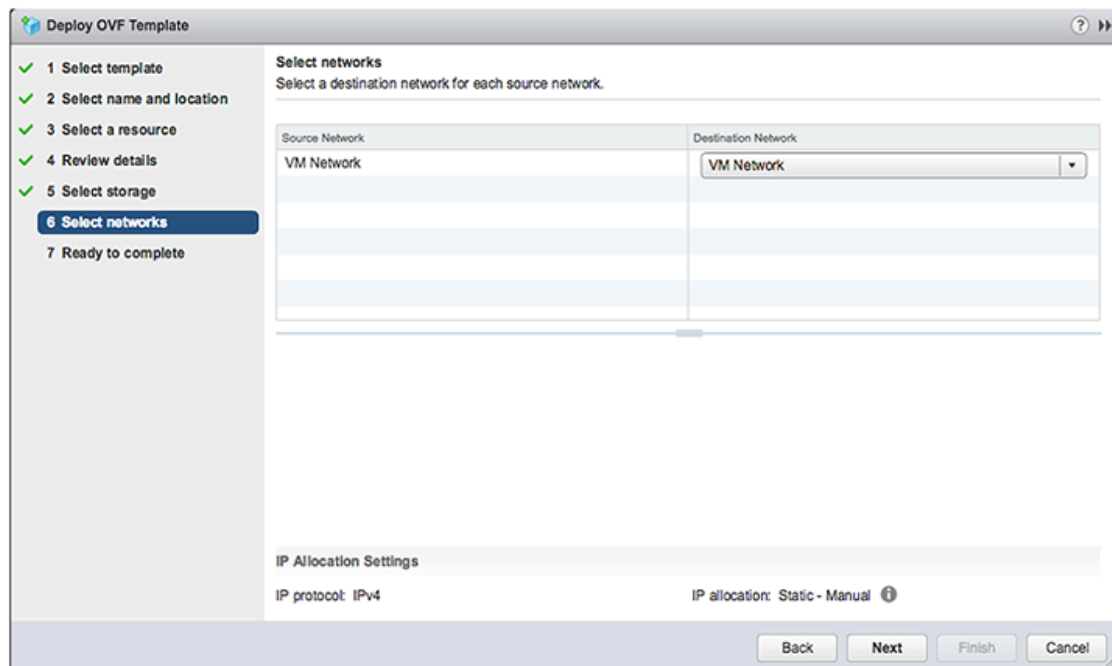 Deploy OVF Template
1 Select template
2 Select name and location
3 Select a resource
4 Review details
5 Select storage
6 Select networks
7 Ready to complete
Select networks
Select a destination network for each source network.
Source Network Destination Network
VM Network VM Network
IP Allocation Settings
IP protocol: IPv4 IP allocation: Static - Manual
Back Next Finish Cancel